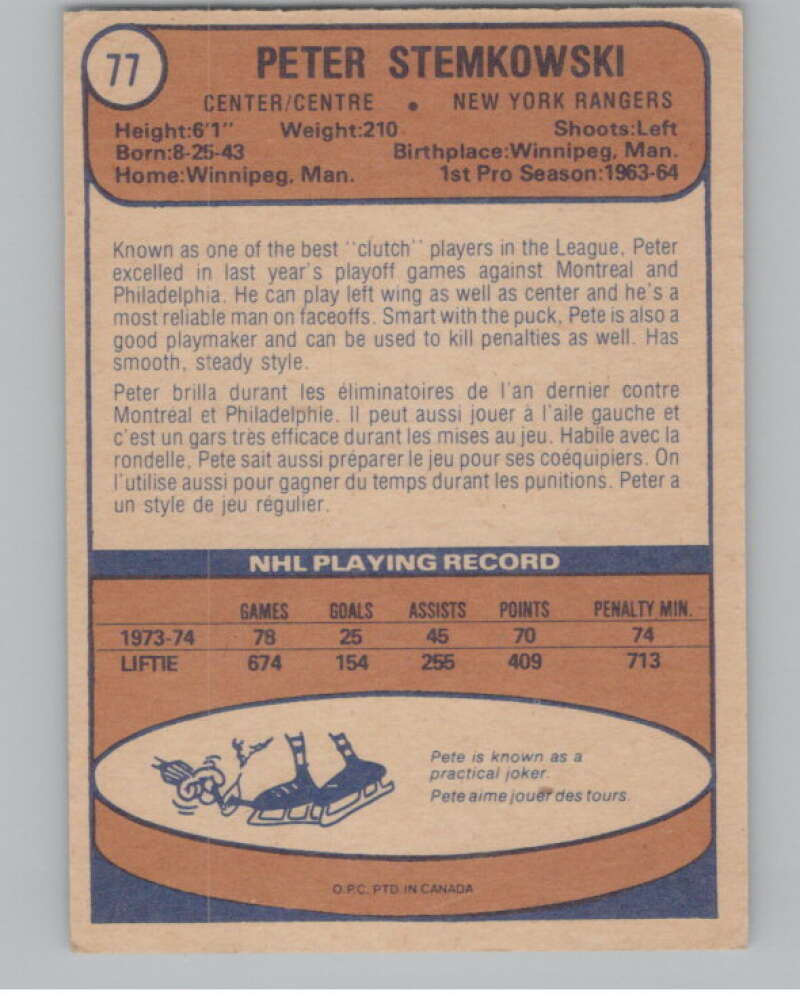 77
PETER STEMKOWSKI
CENTER/CENTRE • NEW YORK RANGERS
Height:6'1" Weight:210 Shoots:Left
Born:8-25-43 Birthplace:Winnipeg, Man.
Home:Winnipeg, Man. 1st Pro Season:1963-64
Known as one of the best "clutch" players in the League, Peter
excelled in last year's playoff games against Montreal and
Philadelphia. He can play left wing as well as center and he's a
most reliable man on faceoffs. Smart with the puck, Pete is also a
good playmaker and can be used to kill penalties as well. Has
smooth, steady style.
Peter brilla durant les éliminatoires de l'an dernier contre
Montréal et Philadelphie. Il peut aussi jouer à l'aile gauche et
c'est un gars très efficace durant les mises au jeu. Habile avec la
rondelle, Pete sait aussi préparer le jeu pour ses coéquipiers. On
l'utilise aussi pour gagner du temps durant les punitions. Peter a
un style de jeu régulier.
NHL PLAYING RECORD
GAMES GOALS ASSISTS POINTS PENALTY MIN.
1973-74 78 25 45 70 74
LIFTIE 674 154 255 409 713
Pete is known as a
practical joker.
Pete aime jouer des tours.
O.P.C. PTD. IN CANADA